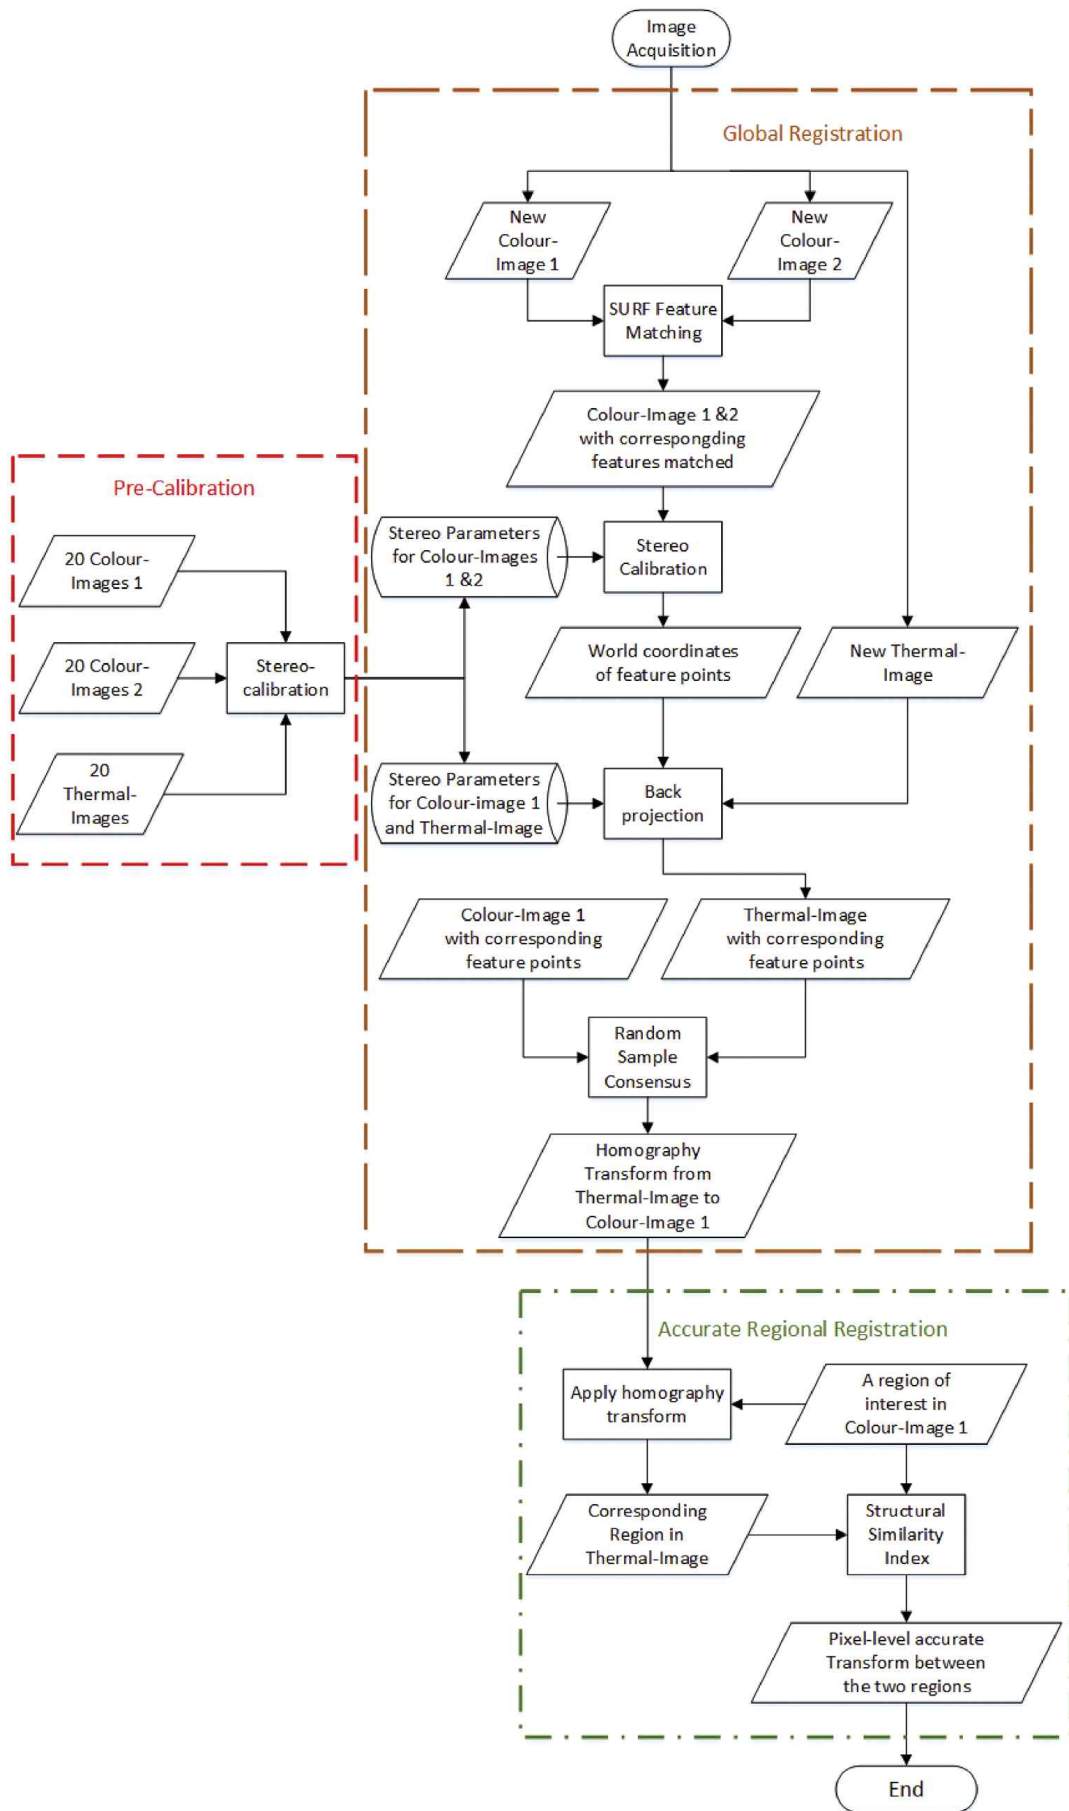 Image
Acquisition
Global Registration
New
Colour-
Image 1
New
Colour-
Image 2
SURF Feature
Matching
Colour-Image 1 &2
with correspongding
features matched
Pre-Calibration
20 Colour-
Images 1
20 Colour-
Images 2
20
Thermal-
Images
Stereo-
calibration
Stereo Parameters
for Colour-Images
1 &2
Stereo
Calibration
World coordinates
of feature points
New Thermal-
Image
Stereo Parameters
for Colour-image 1
and Thermal-Image
Back
projection
Colour-Image 1
with corresponding
feature points
Thermal-Image
with corresponding
feature points
Random
Sample
Consensus
Homography
Transform from
Thermal-Image to
Colour-Image 1
Accurate Regional Registration
Apply homography
transform
A region of
interest in
Colour-Image 1
Corresponding
Region in
Thermal-Image
Structural
Similarity
Index
Pixel-level accurate
Transform between
the two regions
End